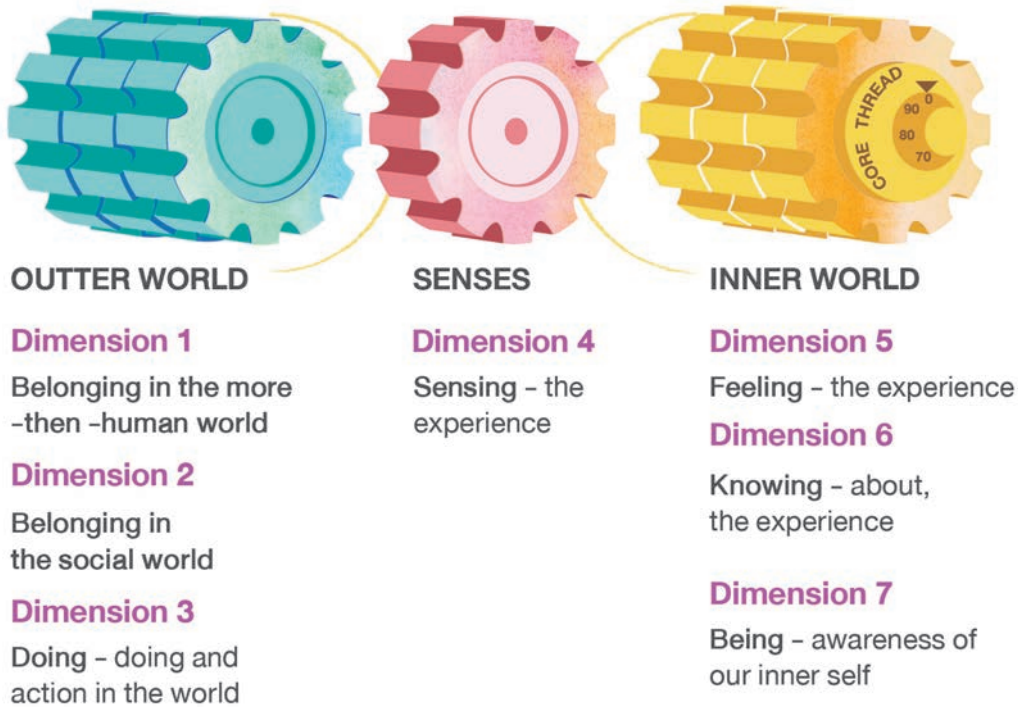 CORE THREAD
0
90
80
70
OUTTER WORLD
Dimension 1
Belonging in the more
-then -human world
Dimension 2
Belonging in
the social world
Dimension 3
Doing – doing and
action in the world
SENSES
Dimension 4
Sensing – the
experience
INNER WORLD
Dimension 5
Feeling – the experience
Dimension 6
Knowing – about,
the experience
Dimension 7
Being – awareness of
our inner self